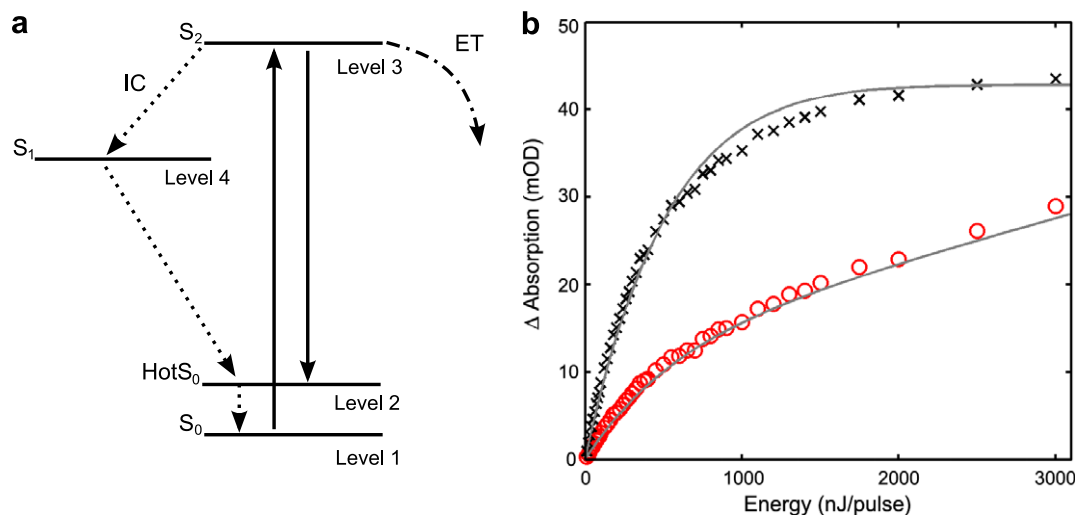 a
S2
ET
Level 3
IC
S1
Level 4
HotS0
Level 2
S0
Level 1
b
50
40
30
20
10
0
Δ Absorption (mOD)
0 1000 2000 3000
Energy (nJ/pulse)